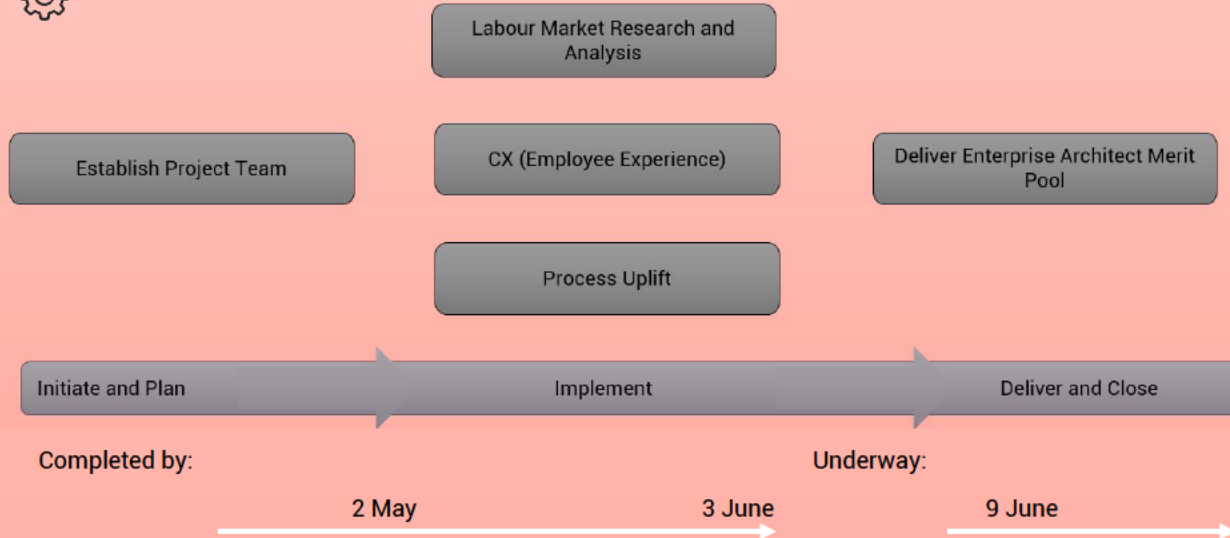 Labour Market Research and
Analysis
Establish Project Team
CX (Employee Experience)
Deliver Enterprise Architect Merit
Pool
Process Uplift
Initiate and Plan
Implement
Deliver and Close
Completed by:
Underway:
2 May
3 June
9 June